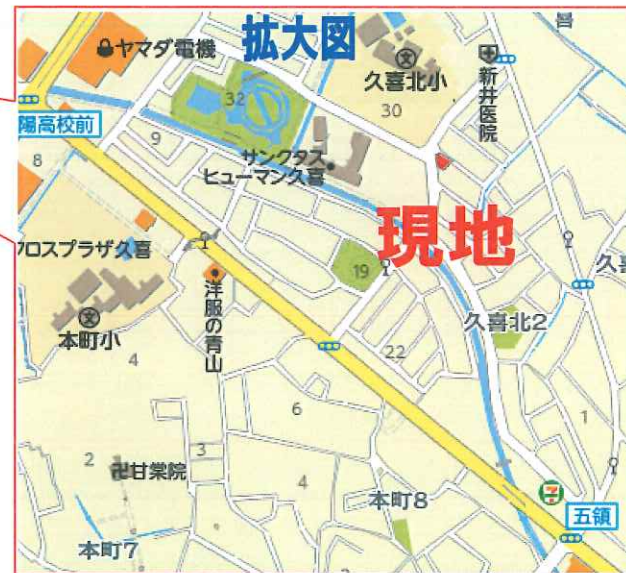 拡大図
ヤマダ電機
久喜北小
新井医院
32
30
陽高校前
9
8
サンクタス
ヒューマン久喜
現地
クロスプラザ久喜
19
洋服の青山
久喜北2
本町小
22
4
6
1
3
2
卍甘棠院
4
本町8
五領
本町7